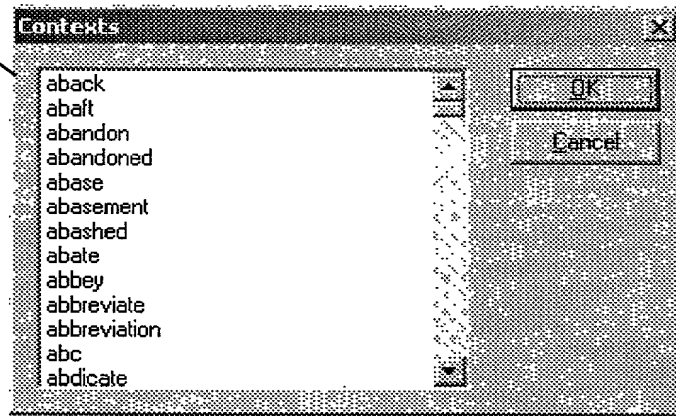 Contexts
aback
abaft
abandon
abandoned
abase
abasement
abashed
abate
abbey
abbreviate
abbreviation
abc
abdicate
OK
Cancel